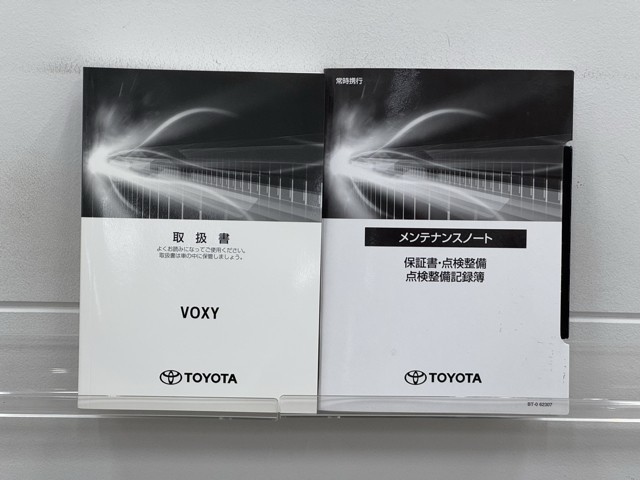 取扱書
よくお読みになってご使用ください。
取扱書は車の中に保管しましょう。
VOXY
TOYOTA
常時携行
メンテナンスノート
保証書・点検整備
点検整備記録簿
TOYOTA